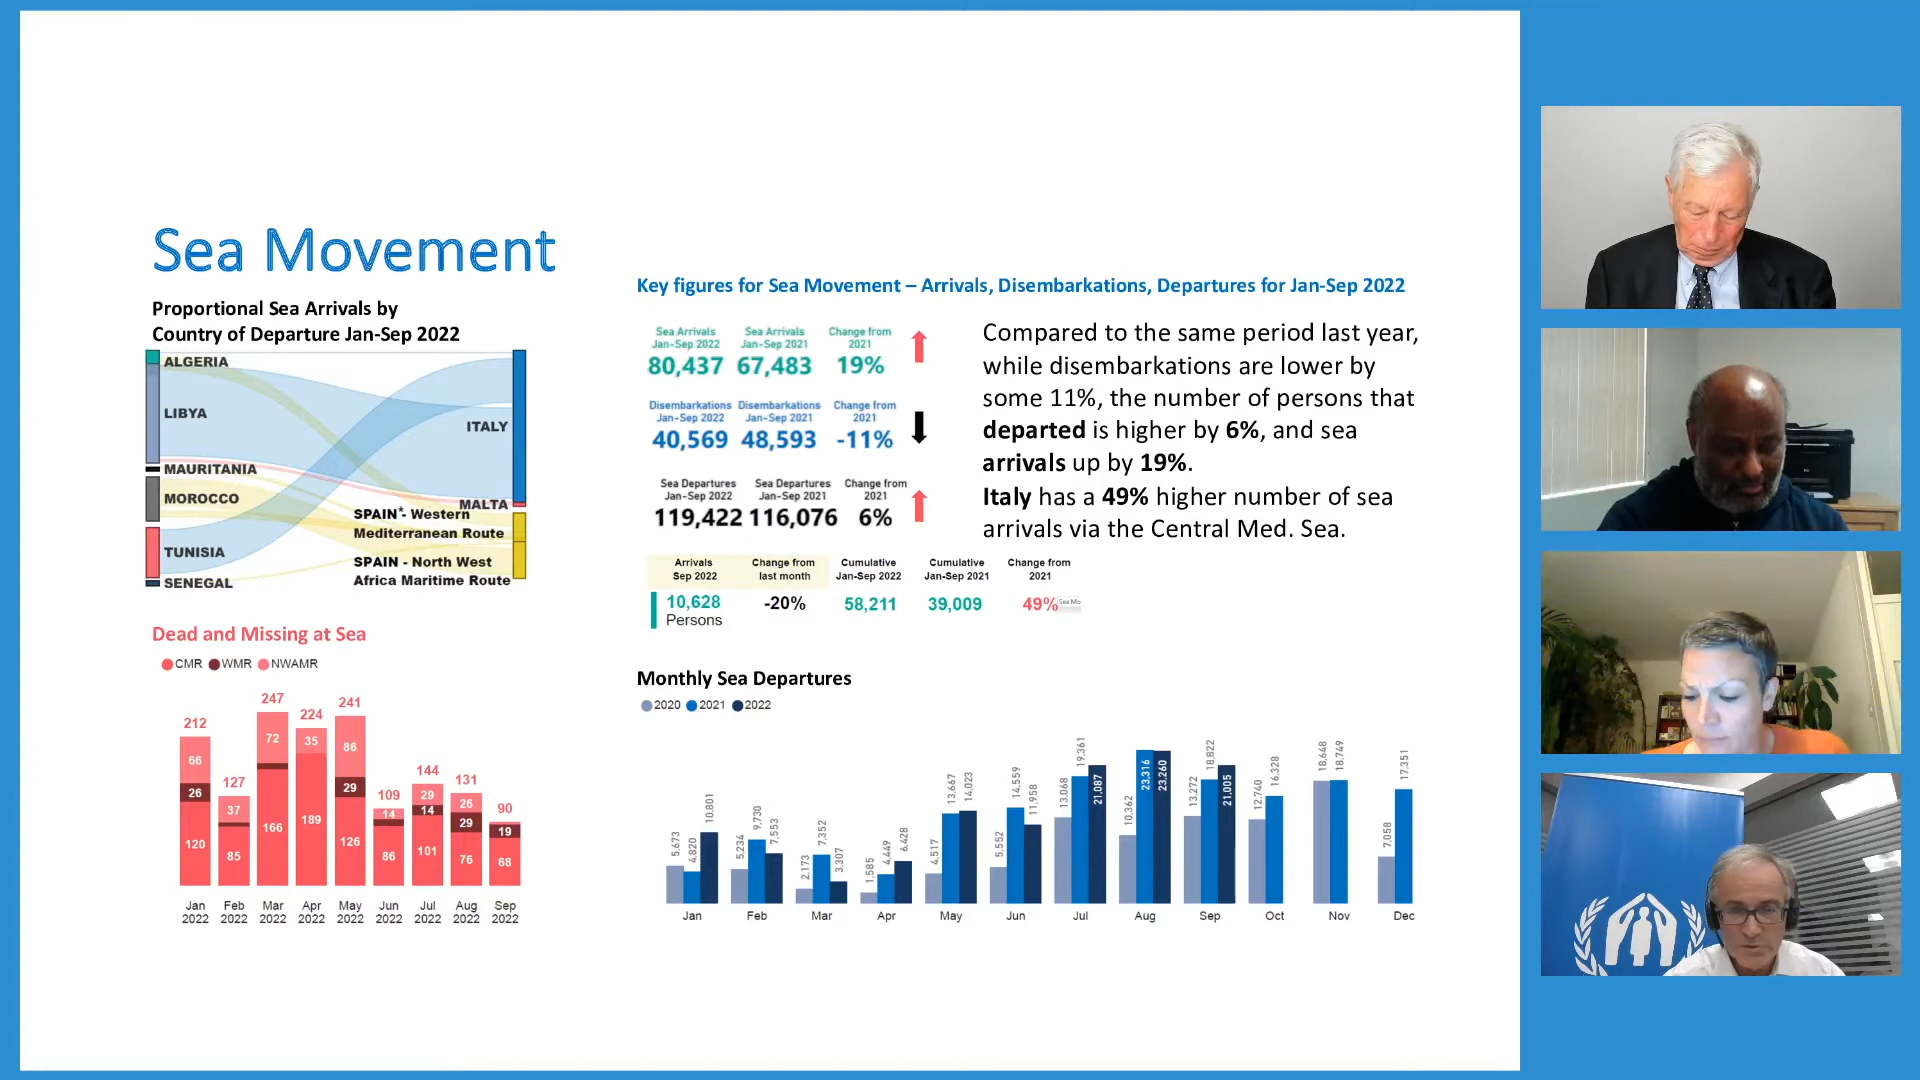 Sea Movement
Proportional Sea Arrivals by
Country of Departure Jan-Sep 2022
ALGERIA
LIBYA
MAURITANIA
MOROCCO
TUNISIA
SENEGAL
ITALY
MALTA
SPAIN*- Western
Mediterranean Route
SPAIN - North West
Africa Maritime Route
Dead and Missing at Sea
CMR WMR NWAMR
212 127 247 224 241 109 144 131 90
66 37 72 35 86 14 29 26
26 29 14 29 19
120 85 166 189 126 86 101 76 68
Jan Feb Mar Apr May Jun Jul Aug Sep
2022 2022 2022 2022 2022 2022 2022 2022 2022
Key figures for Sea Movement – Arrivals, Disembarkations, Departures for Jan-Sep 2022
Sea Arrivals Sea Arrivals Change from
Jan-Sep 2022 Jan-Sep 2021 2021
80,437 67,483 19%
Disembarkations Disembarkations Change from
Jan-Sep 2022 Jan-Sep 2021 2021
40,569 48,593 -11%
Sea Departures Sea Departures Change from
Jan-Sep 2022 Jan-Sep 2021 2021
119,422 116,076 6%
Compared to the same period last year,
while disembarkations are lower by
some 11%, the number of persons that
departed is higher by 6%, and sea
arrivals up by 19%.
Italy has a 49% higher number of sea
arrivals via the Central Med. Sea.
Arrivals Change from Cumulative Cumulative Change from
Sep 2022 last month Jan-Sep 2022 Jan-Sep 2021 2021
10,628 -20% 58,211 39,009 49% Sea Mo
Persons
Monthly Sea Departures
2020 2021 2022
5,673 4,820 10,801
5,234 9,730 7,553
2,173 7,352 3,307
1,585 4,449 6,428
4,517 13,667 14,023
5,552 14,559 11,958
13,068 19,361 21,087
10,362 23,316 23,260
13,272 18,822 21,005
12,740 16,328
18,648 18,749
7,058 17,351
Jan Feb Mar Apr May Jun Jul Aug Sep Oct Nov Dec